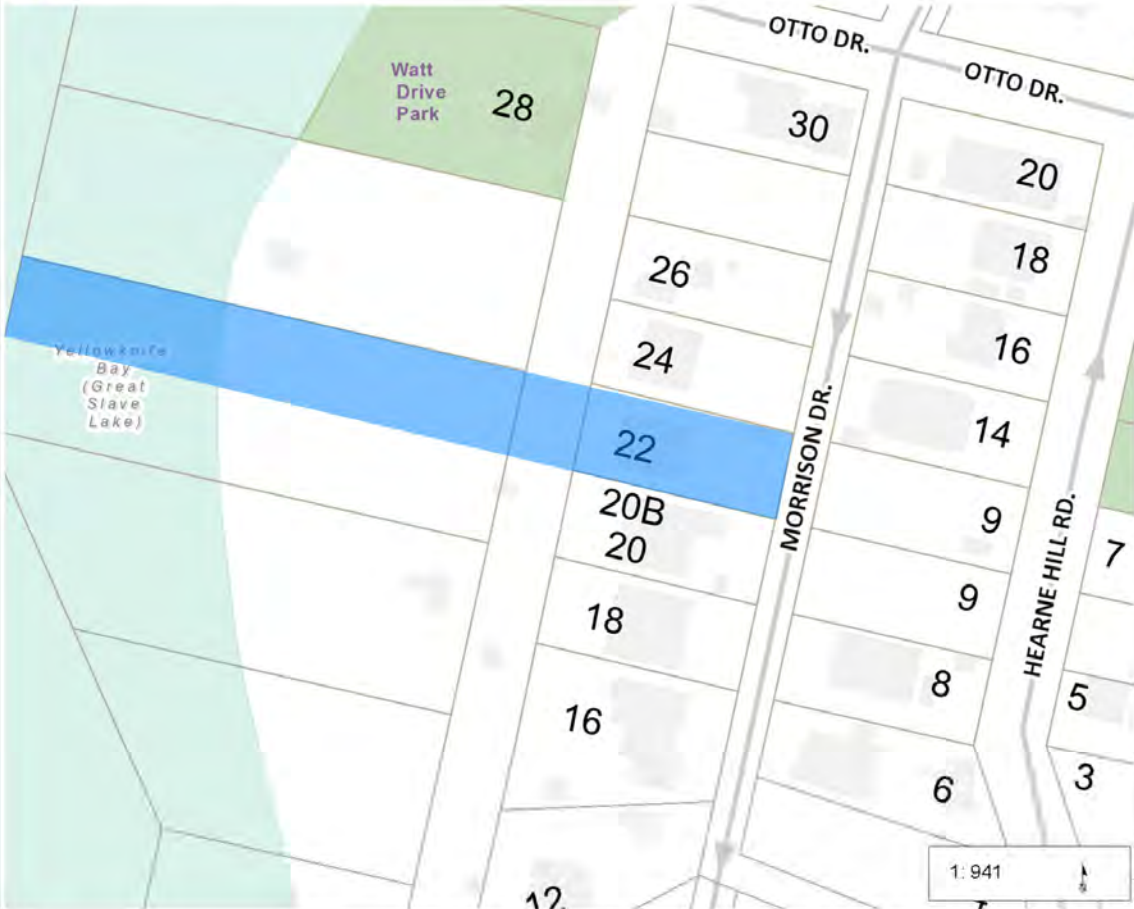 OTTO DR.
OTTO DR.
Watt
Drive
Park
28
30
20
18
26
16
24
Yellowknife
Bay
(Great
Slave
Lake)
14
22
MORRISON DR.
20B
20
9
HEARNE HILL RD.
7
9
18
8
5
16
6
3
1: 941
12